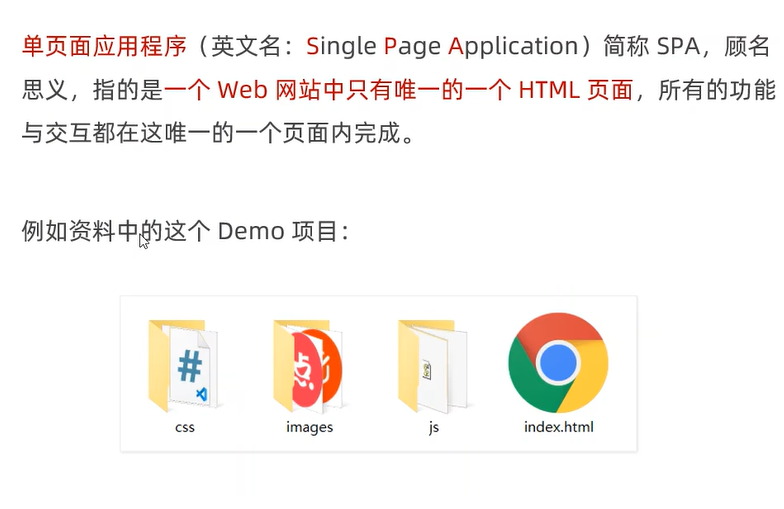 单页面应用程序（英文名：Single Page Application）简称 SPA，顾名
思义，指的是一个 Web 网站中只有唯一的一个 HTML 页面，所有的功能
与交互都在这唯一的一个页面内完成。
例如资料中的这个 Demo 项目：
css
images
js
index.html